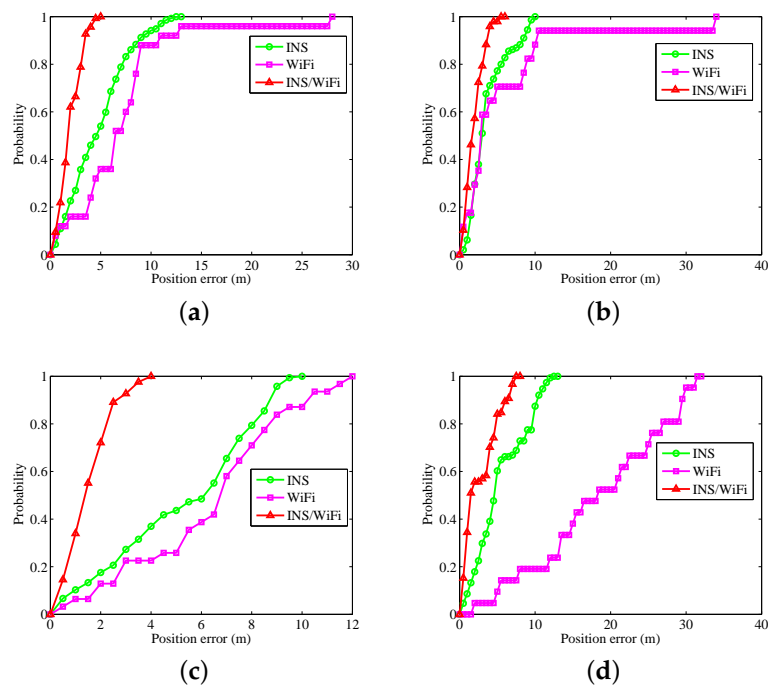 1
0.8
0.6
0.4
0.2
0
Probability
0 5 10 15 20 25 30
Position error (m)
INS
WiFi
INS/WiFi
(a)
1
0.8
0.6
0.4
0.2
0
Probability
0 10 20 30 40
Position error (m)
INS
WiFi
INS/WiFi
(b)
1
0.8
0.6
0.4
0.2
0
Probability
0 2 4 6 8 10 12
Position error (m)
INS
WiFi
INS/WiFi
(c)
1
0.8
0.6
0.4
0.2
0
Probability
0 10 20 30 40
Position error (m)
INS
WiFi
INS/WiFi
(d)